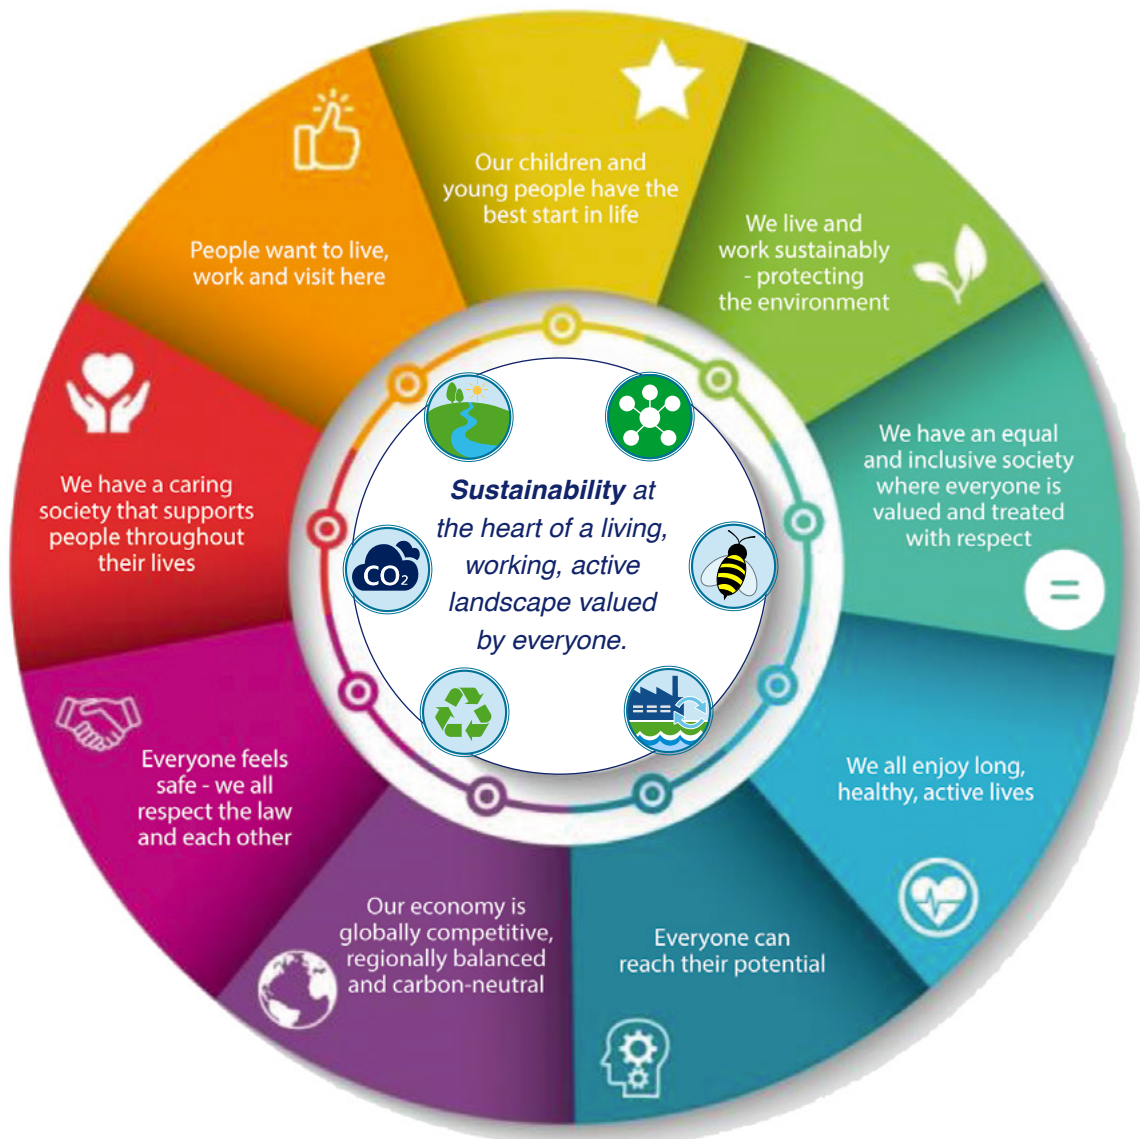 Our children and
young people have the
best start in life
We live and
work sustainably
- protecting
the environment
We have an equal
and inclusive society
where everyone is
valued and treated
with respect
=
We all enjoy long,
healthy, active lives
Everyone can
reach their potential
Our economy is
globally competitive,
regionally balanced
and carbon-neutral
Everyone feels
safe - we all
respect the law
and each other
We have a caring
society that supports
people throughout
their lives
People want to live,
work and visit here
Sustainability at
the heart of a living,
working, active
landscape valued
by everyone.
CO₂